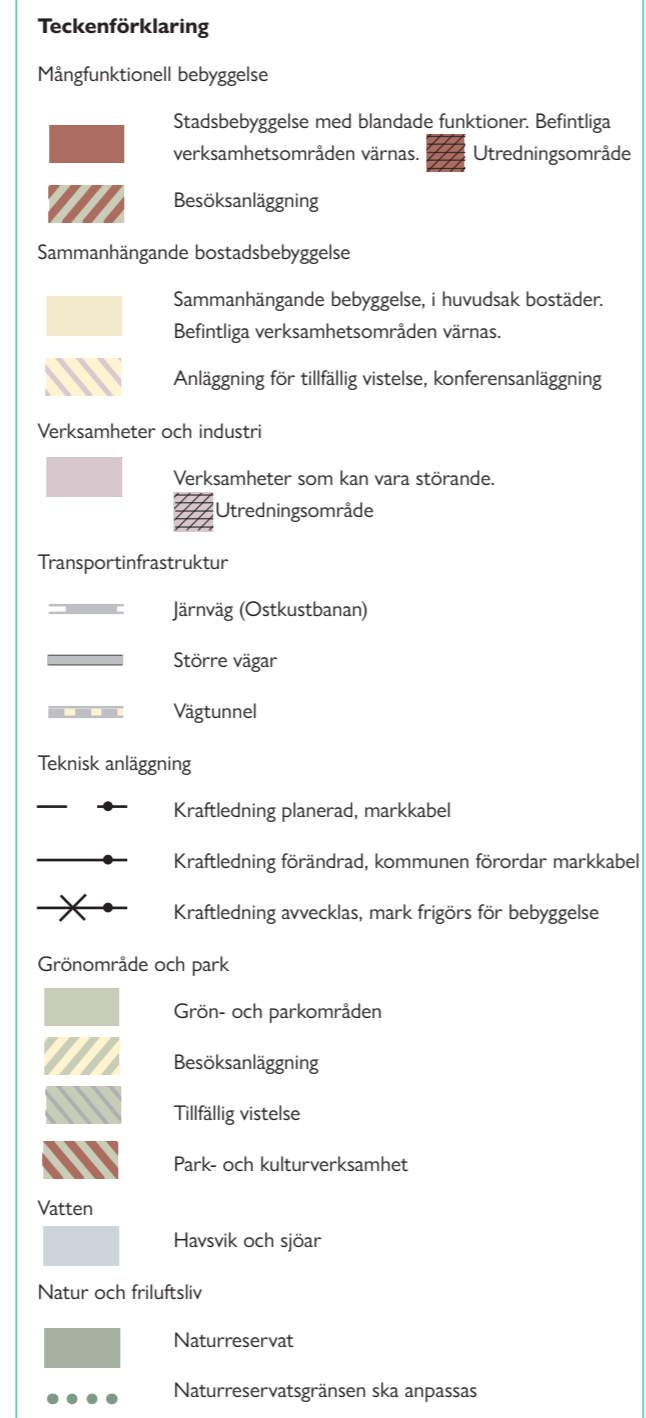 Teckenförklaring
Mångfunktionell bebyggelse
Stadsbebyggelse med blandade funktioner. Befintliga
verksamhetsområden värnas. Utredningsområde
Besöksanläggning
Sammanhängande bostadsbebyggelse
Sammanhängande bebyggelse, i huvudsak bostäder.
Befintliga verksamhetsområden värnas.
Anläggning för tillfällig vistelse, konferensanläggning
Verksamheter och industri
Verksamheter som kan vara störande.
Utredningsområde
Transportinfrastruktur
Järnväg (Ostkustbanan)
Större vägar
Vägtunnel
Teknisk anläggning
Kraftledning planerad, markkabel
Kraftledning förändrad, kommunen förordar markkabel
Kraftledning avvecklas, mark frigörs för bebyggelse
Grönområde och park
Grön- och parkområden
Besöksanläggning
Tillfällig vistelse
Park- och kulturverksamhet
Vatten
Havsvik och sjöar
Natur och friluftsliv
Naturreservat
Naturreservatsgränsen ska anpassas